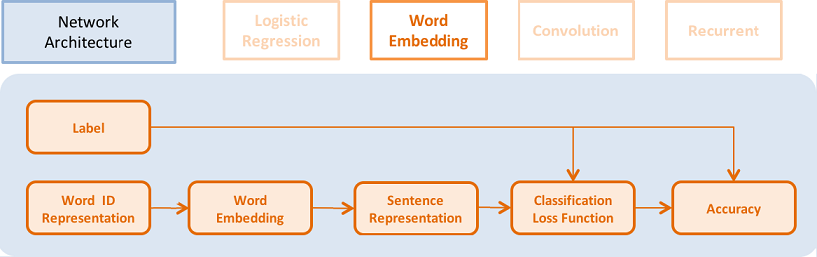 Network
Architecture
Logistic
Regression
Word
Embedding
Convolution
Recurrent
Label
Word ID
Representation
Word
Embedding
Sentence
Representation
Classification
Loss Function
Accuracy